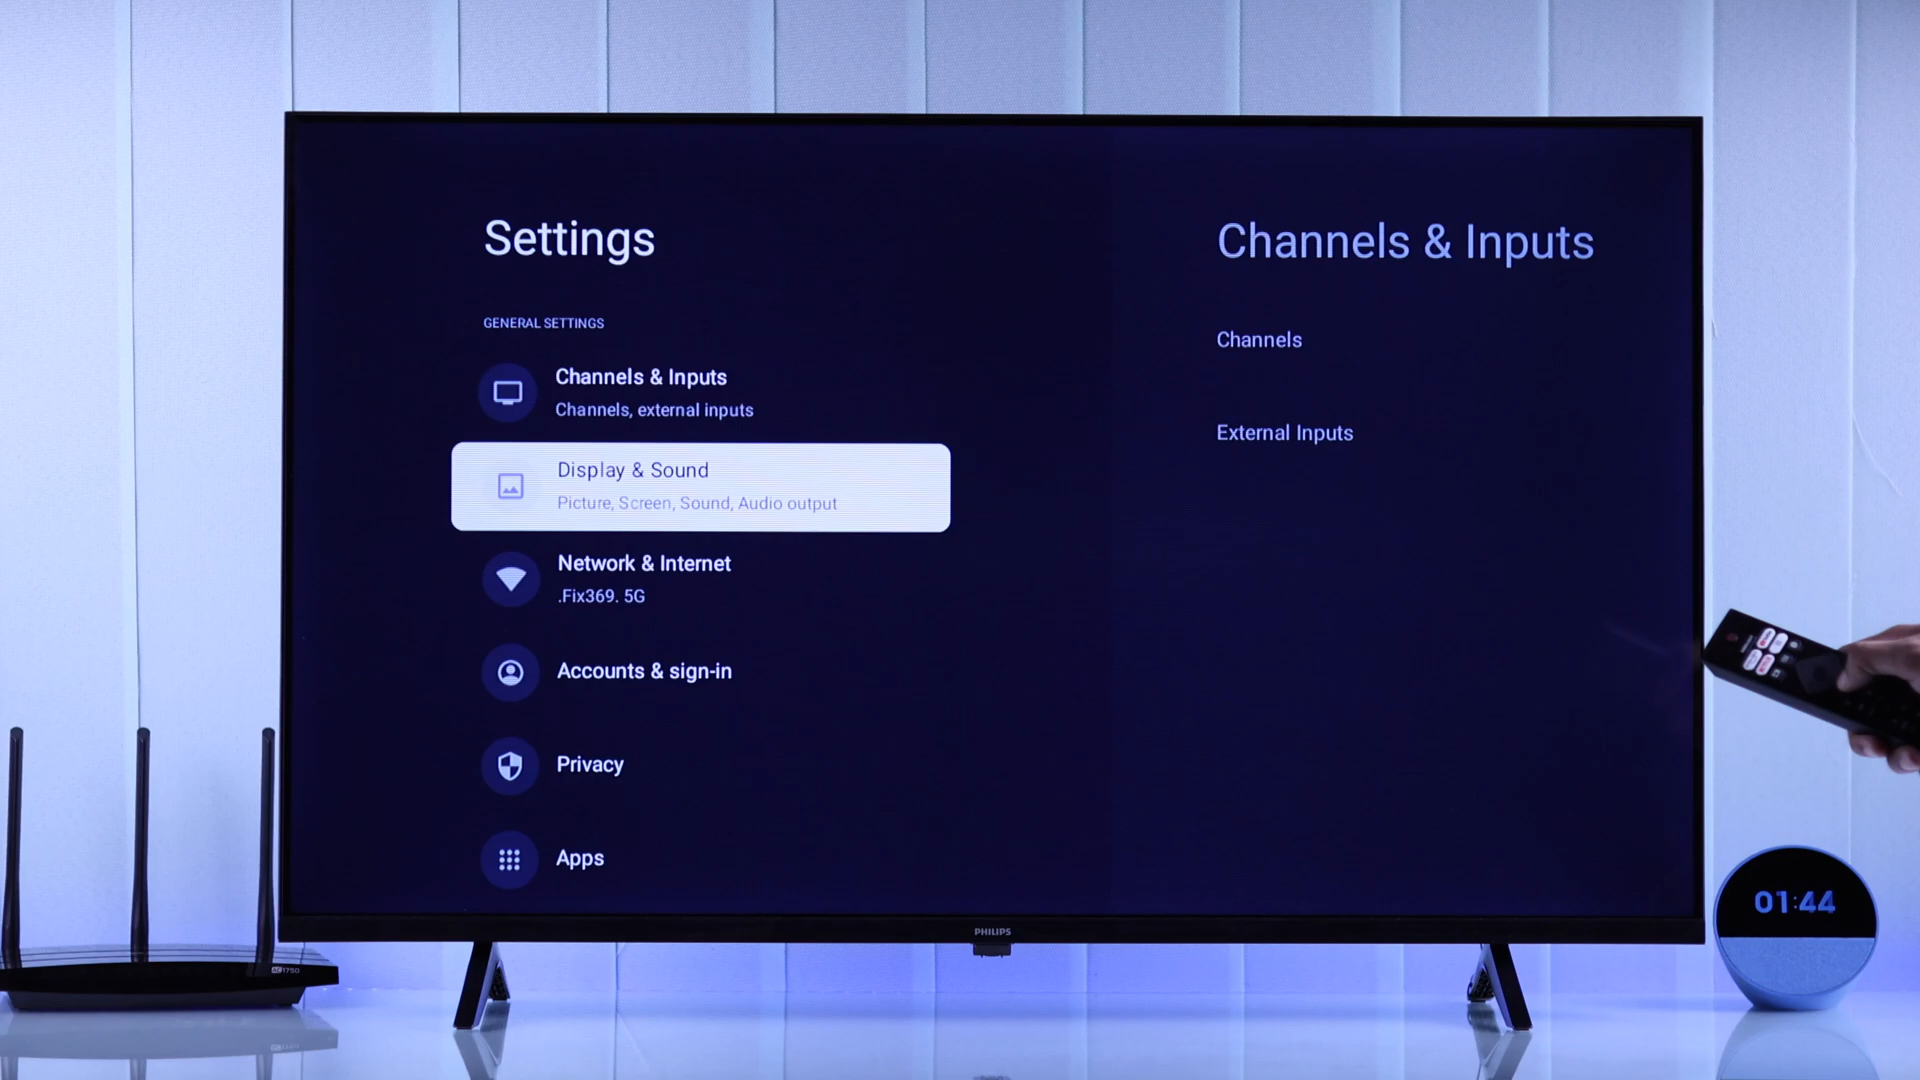 Settings
GENERAL SETTINGS
Channels & Inputs
Channels, external inputs
Display & Sound
Picture, Screen, Sound, Audio output
Network & Internet
.Fix369. 5G
Accounts & sign-in
Privacy
Apps
Channels & Inputs
Channels
External Inputs
PHILIPS
AC1750
01:44